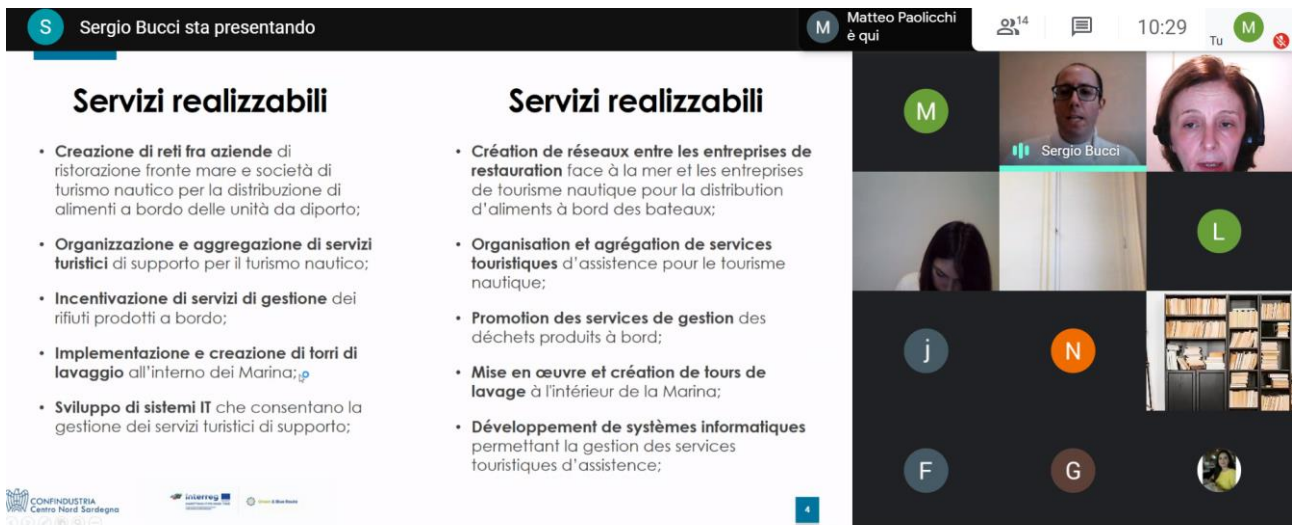 S Sergio Bucci sta presentando
M Matteo Paolicchi
è qui
14
10:29
Tu
M
Servizi realizzabili
• Creazione di reti fra aziende di
ristorazione fronte mare e società di
turismo nautico per la distribuzione di
alimenti a bordo delle unità da diporto;
• Organizzazione e aggregazione di servizi
turistici di supporto per il turismo nautico;
• Incentivazione di servizi di gestione dei
rifiuti prodotti a bordo;
• Implementazione e creazione di torri di
lavaggio all'interno dei Marina;
• Sviluppo di sistemi IT che consentano la
gestione dei servizi turistici di supporto;
Servizi realizzabili
• Création de réseaux entre les entreprises de
restauration face à la mer et les entreprises
de tourisme nautique pour la distribution
d'aliments à bord des bateaux;
• Organisation et agrégation de services
touristiques d'assistence pour le tourisme
nautique;
• Promotion des services de gestion des
déchets produits à bord;
• Mise en œuvre et création de tours de
lavage à l'intérieur de la Marina;
• Développement de systèmes informatiques
permettant la gestion des services
touristiques d'assistence;
CONFINDUSTRIA
Centro Nord Sardegna
Interreg
4
M
Sergio Bucci
L
j
N
F
G